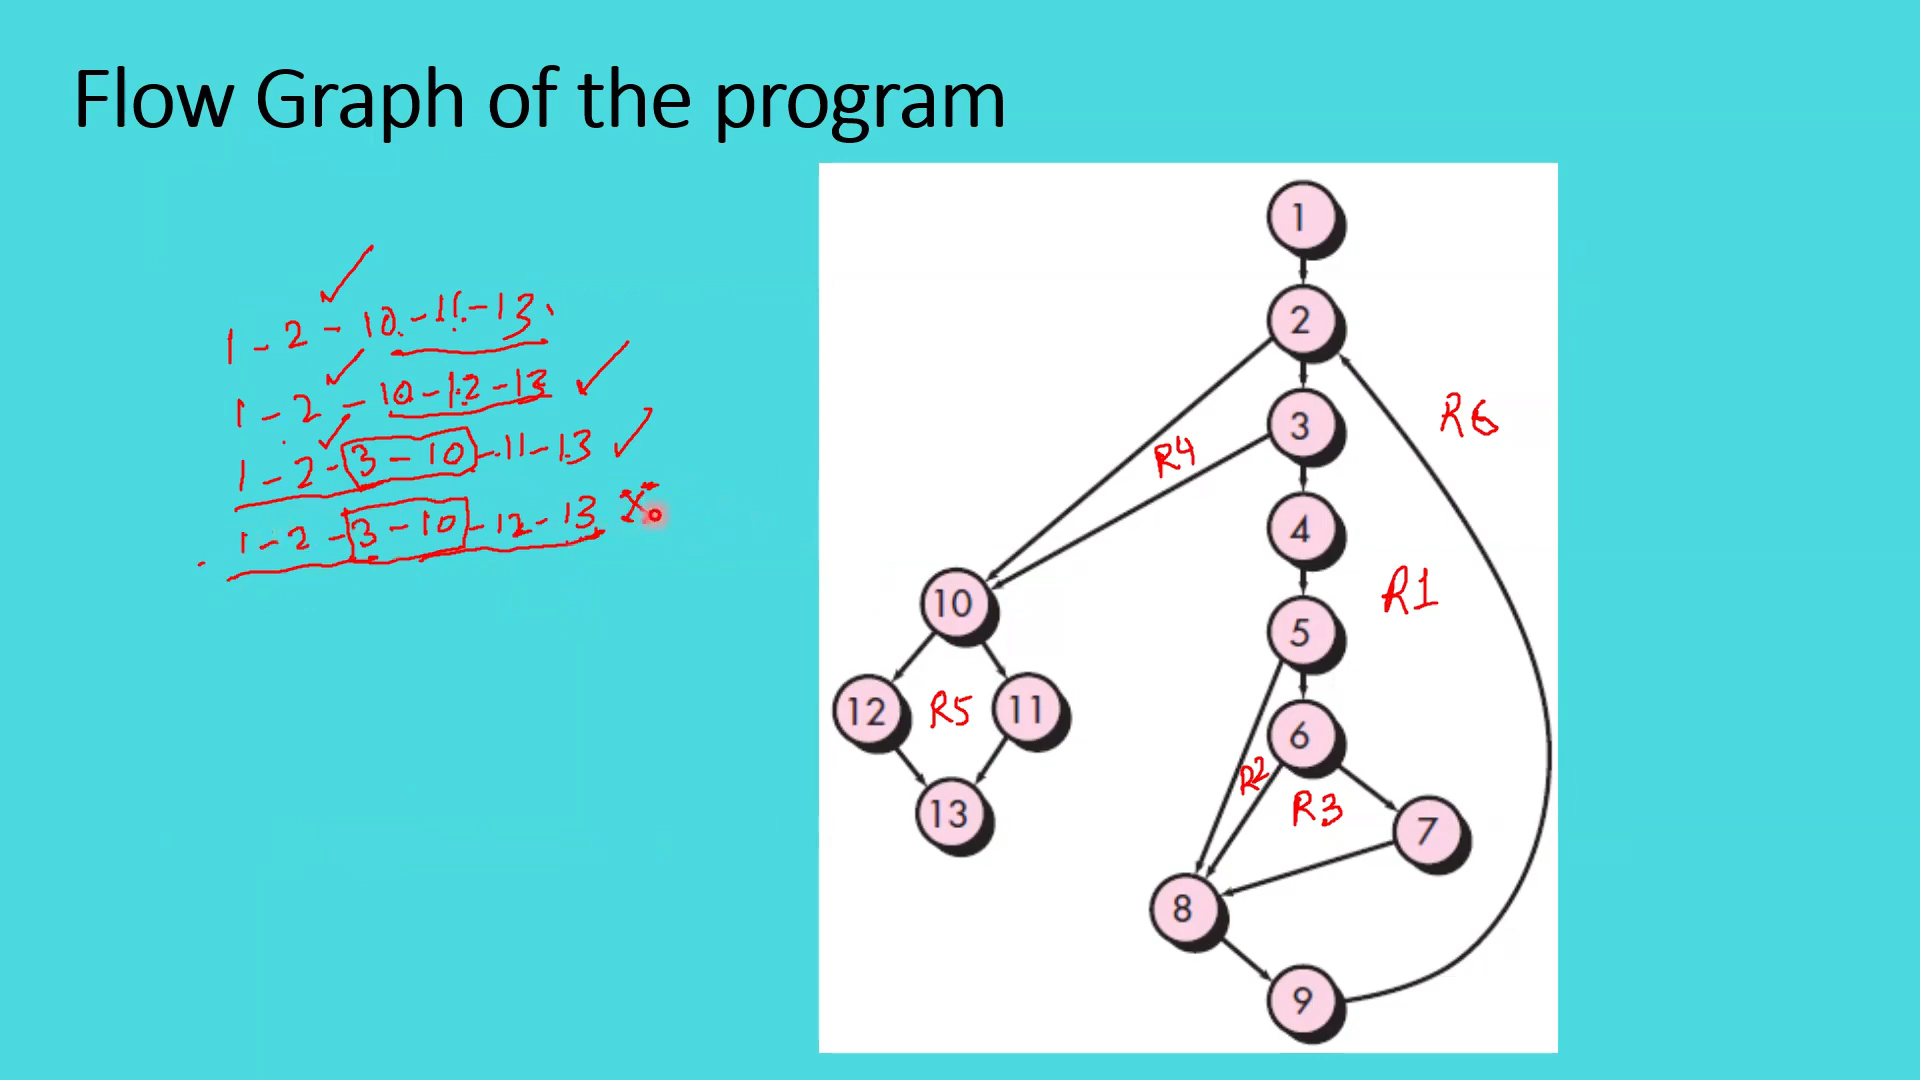 Flow Graph of the program
1 - 2 - 10 - 11 - 13
1 - 2 - 10 - 12 - 13
1 - 2 - 3 - 10 - 11 - 13
1 - 2 - 3 - 10 - 12 - 13 X
1
2
R6
3
R4
4
R1
10
5
12
R5
11
6
R2
R3
13
7
8
9